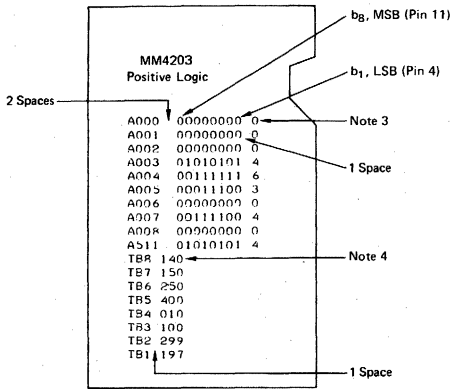 b8, MSB (Pin 11)
MM4203
Positive Logic
b1, LSB (Pin 4)
2 Spaces
A000 00000000 0
Note 3
A001 00000000 0
A002 00000000 0
1 Space
A003 01010101 4
A004 00111111 6
A005 00011100 3
A006 00000000 0
A007 00111100 4
A008 00000000 0
A511 01010101 4
TB8 140
Note 4
TB7 150
TB6 250
TB5 400
TB4 010
TB3 100
TB2 299
TB1 197
1 Space